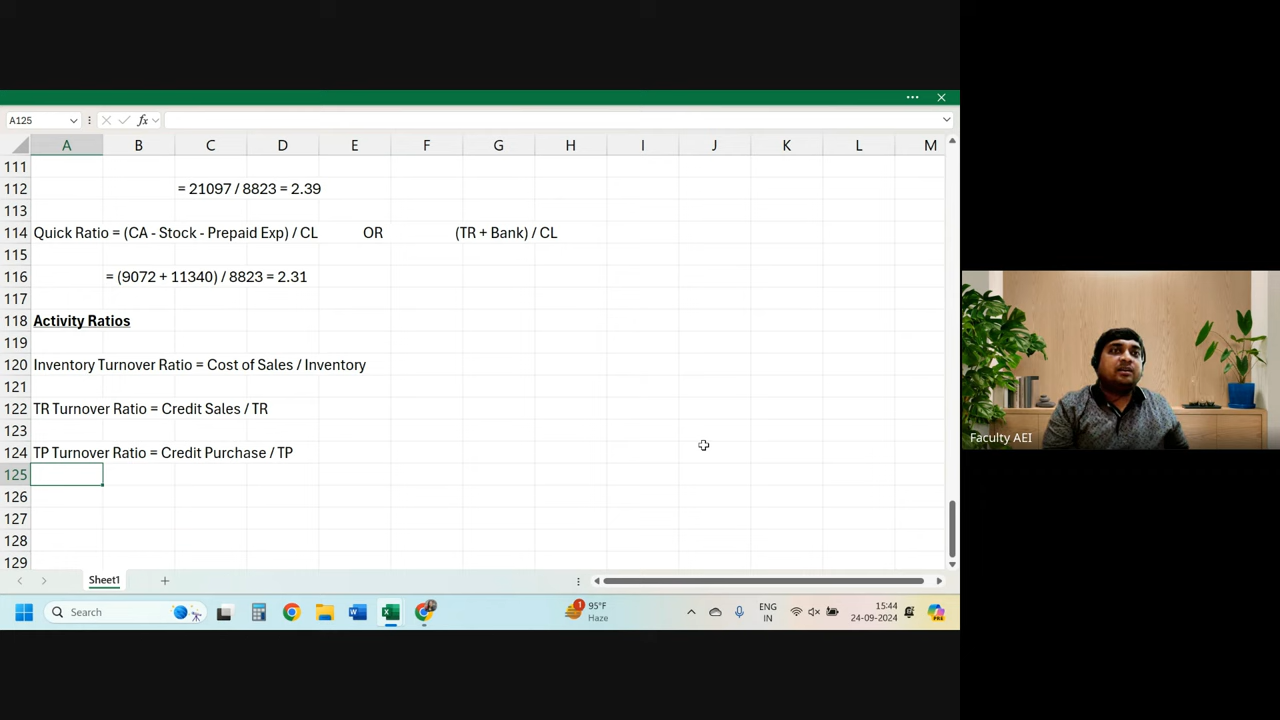 A125
fx
A B C D E F G H I J K L M
111
112 = 21097 / 8823 = 2.39
113
114 Quick Ratio = (CA - Stock - Prepaid Exp) / CL OR (TR + Bank) / CL
115
116 = (9072 + 11340) / 8823 = 2.31
117
118 Activity Ratios
119
120 Inventory Turnover Ratio = Cost of Sales / Inventory
121
122 TR Turnover Ratio = Credit Sales / TR
123
124 TP Turnover Ratio = Credit Purchase / TP
125
126
127
128
129
Faculty AEI
Sheet1
Search
1
95°F
Haze
ENG
IN
15:44
24-09-2024
PRE